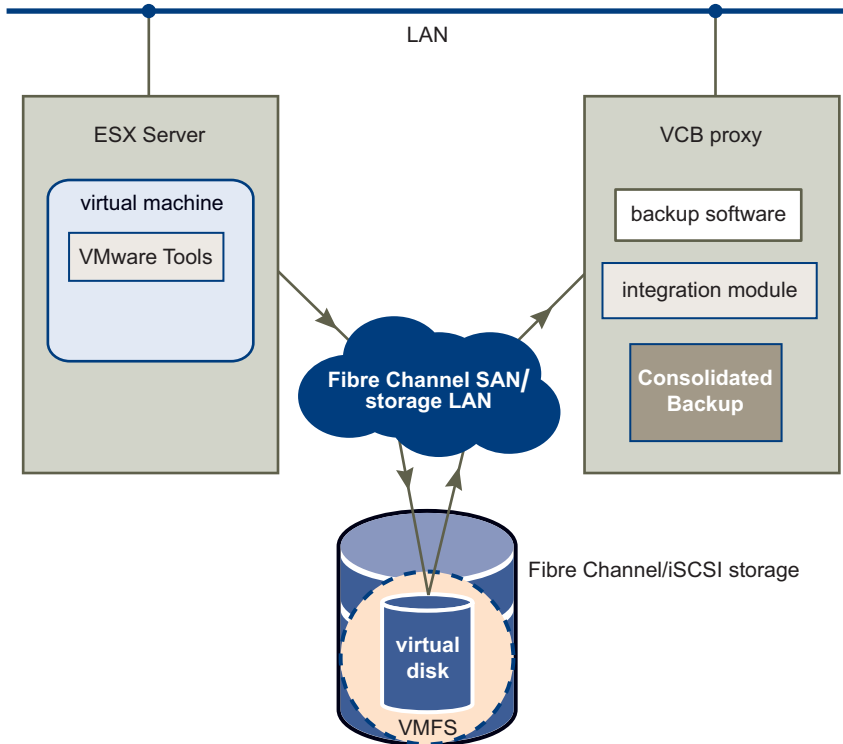 LAN
ESX Server
virtual machine
VMware Tools
VCB proxy
backup software
integration module
Consolidated
Backup
Fibre Channel SAN/
storage LAN
Fibre Channel/iSCSI storage
virtual
disk
VMFS